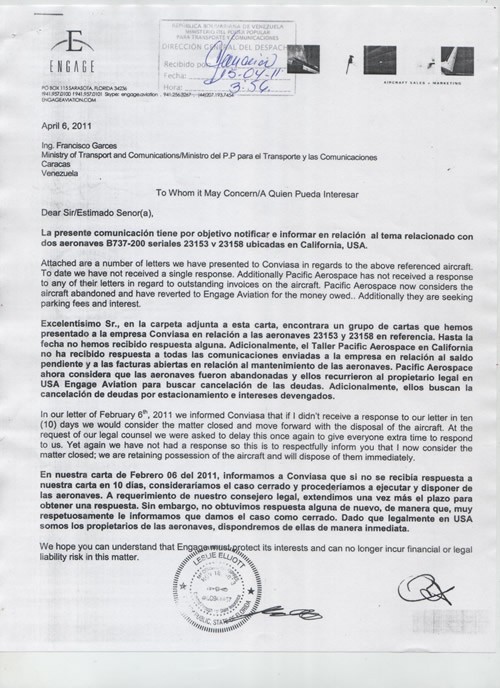 ENGAGE
REPÚBLICA BOLIVARIANA DE VENEZUELA
MINISTERIO DEL PODER POPULAR
PARA TRANSPORTE Y COMUNICACIONES
DIRECCIÓN GENERAL DEL DESPACHO
Recibido por
Fecha: 15-04-11
Hora: 3:56
AIRCRAFT SALES + MARKETING
PO BOX 115 SARASOTA, FLORIDA 34236
Skype: engage.aviation
ENGAGEAVIATION.COM
April 6, 2011
Ing. Francisco Garces
Ministry of Transport and Comunications/Ministro del P.P para el Transporte y las Comunicaciones
Caracas
Venezuela
To Whom it May Concern/A Quien Pueda Interesar
Dear Sir/Estimado Senor(a),
La presente comunicación tiene por objetivo notificar e informar en relación al tema relacionado con
dos aeronaves B737-200 seriales 23153 y 23158 ubicadas en California, USA.
Attached are a number of letters we have presented to Conviasa in regards to the above referenced aircraft.
To date we have not received a single response. Additionally Pacific Aerospace has not received a response
to any of their letters in regard to outstanding invoices on the aircraft. Pacific Aerospace now considers the
aircraft abandoned and have reverted to Engage Aviation for the money owed.. Additionally they are seeking
parking fees and interest.
Excelentísimo Sr., en la carpeta adjunta a esta carta, encontrara un grupo de cartas que hemos
presentado a la empresa Conviasa en relación a las aeronaves 23153 y 23158 en referencia. Hasta la
fecha no hemos recibido respuesta alguna. Adicionalmente, el Taller Pacific Aerospace en California
no ha recibido respuesta a todas las comunicaciones enviadas a la empresa en relación al saldo
pendiente y a las facturas abiertas en relación al mantenimiento de las aeronaves. Pacific Aerospace
ahora considera que las aeronaves fueron abandonadas y ellos recurrieron al propietario legal en
USA Engage Aviation para buscar cancelación de las deudas. Adicionalmente, ellos buscan la
cancelación de deudas por estacionamiento e intereses devengados.
In our letter of February 6th, 2011 we informed Conviasa that if I didn't receive a response to our letter in ten
(10) days we would consider the matter closed and move forward with the disposal of the aircraft. At the
request of our legal counsel we were asked to delay this once again to give everyone extra time to respond
to us. Yet again we have not had a response so this is to respectfully inform you that I now consider the
matter closed; we are retaining possession of the aircraft and will dispose of them immediately.
En nuestra carta de Febrero 06 del 2011, informamos a Conviasa que si no se recibía respuesta a
nuestra carta en 10 días, consideraríamos el caso cerrado y procederíamos a ejecutar y disponer de
las aeronaves. A requerimiento de nuestro consejero legal, extendimos una vez más el plazo para
obtener una respuesta. Sin embargo, no obtuvimos respuesta alguna de nuevo, de manera que, muy
respetuosamente le informamos que damos el caso como cerrado. Dado que legalmente en USA
somos los propietarios de las aeronaves, dispondremos de ellas de manera inmediata.
We hope you can understand that Engage must protect its interests and can no longer incur financial or legal
liability risk in this matter.
LESLIE ELLIOTT
PUBLIC, STATE OF FLORIDA